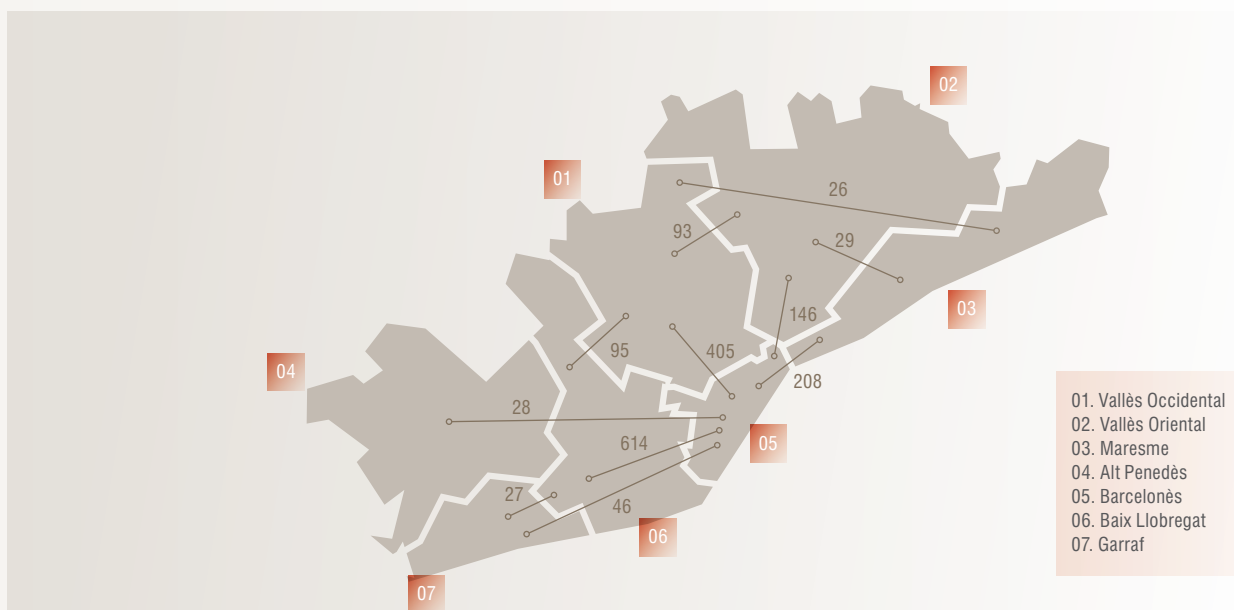 02
01
26
93
29
03
146
95
405
04
208
28
05
614
27
46
06
07
01. Vallès Occidental
02. Vallès Oriental
03. Maresme
04. Alt Penedès
05. Barcelonès
06. Baix Llobregat
07. Garraf